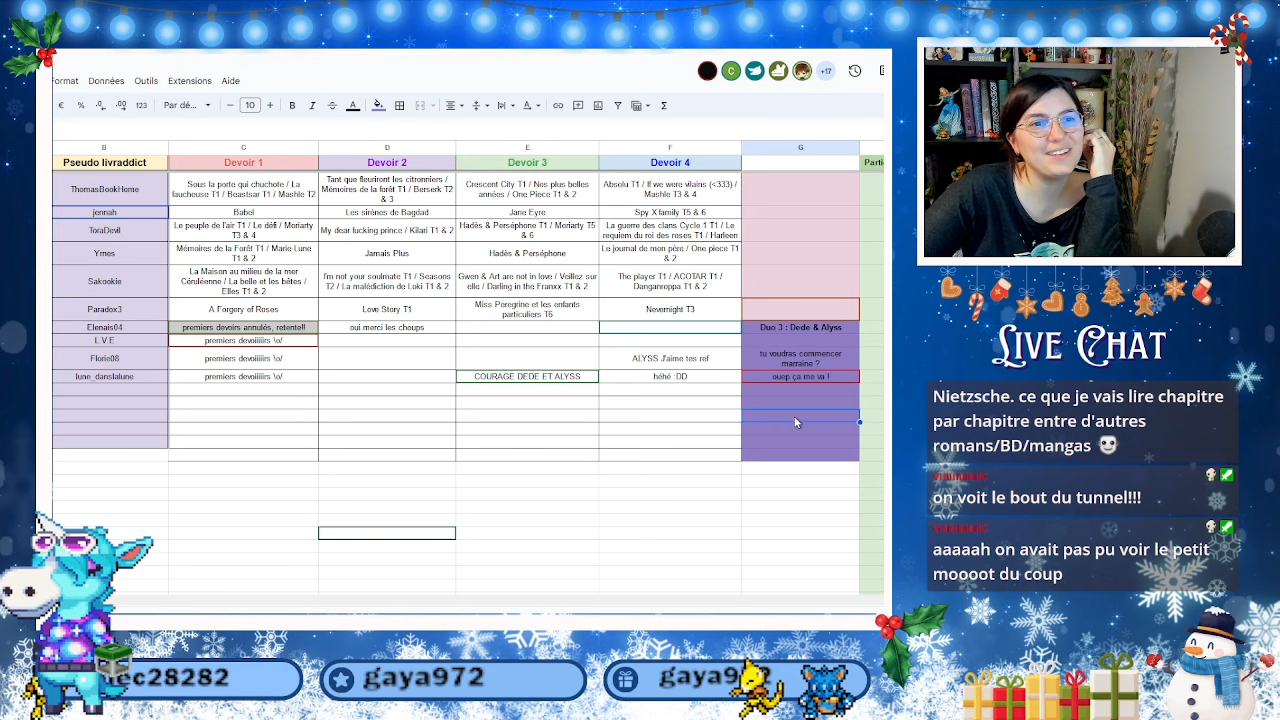 ormat Données Outils Extensions Aide
C +17
€ % .0 .00 123 Par dé... − 10 + B I A Σ
B C D E F G
Pseudo livraddict Devoir 1 Devoir 2 Devoir 3 Devoir 4 Parti
ThomasBookHome
Sous la porte qui chuchote / La
faucheuse T1 / Beastsar T1 / Mashle T2
Tant que fleuriront les citronniers /
Mémoires de la forêt T1 / Berserk T2
& 3
Crescent City T1 / Nos plus belles
années / One Piece T1 & 2
Absolu T1 / If we were vilains (<333) /
Mashle T3 & 4
jennah
Babel
Les sirènes de Bagdad
Jane Eyre
Spy X family T5 & 6
ToraDevil
Le peuple de l'air T1 / Le défi / Moriarty
T3 & 4
My dear fucking prince / Kilari T1 & 2
Hadès & Perséphone T1 / Moriarty T5
& 6
La guerre des clans Cycle 1 T1 / Le
requiem du roi des roses T1 / Harleen
Ymes
Mémoires de la Forêt T1 / Marie-Lune
T1 & 2
Jamais Plus
Hadès & Perséphone
Le journal de mon père / One piece T1
& 2
Sakookie
La Maison au milieu de la mer
Céruléenne / La belle et les bêtes /
Elles T1 & 2
I'm not your soulmate T1 / Seasons
T2 / La malédiction de Loki T1 & 2
Gwen & Art are not in love / Veillez sur
elle / Darling in the Franxx T1 & 2
The player T1 / ACOTAR T1 /
Danganroppa T1 & 2
Paradox3
A Forgery of Roses
Love Story T1
Miss Peregrine et les enfants
particuliers T6
Nevernight T3
Elenais04
premiers devoirs annulés, retente!!
oui merci les choups
Duo 3 : Dede & Alyss
L.V.E
premiers devoiiiiirs \o/
Florie08
premiers devoiiiiirs \o/
ALYSS J'aime tes ref
tu voudras commencer
marraine ?
premiers devoiiiiirs \o/
COURAGE DEDE ET ALYSS
héhé :DD
ouep ça me va !
LIVE CHAT
Nietzsche. ce que je vais lire chapitre
par chapitre entre d'autres
romans/BD/mangas
on voit le bout du tunnel!!!
aaaaah on avait pas pu voir le petit
moooot du coup
ec28282
gaya972
gaya9